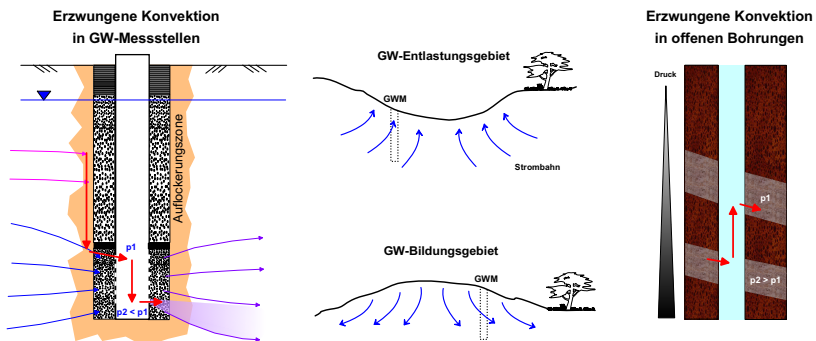 Erzwungene Konvektion
in GW-Messstellen
Auflockerungszone
p1
p2 < p1
GW-Entlastungsgebiet
GWM
Strombahn
GW-Bildungsgebiet
GWM
Erzwungene Konvektion
in offenen Bohrungen
Druck
p1
p2 > p1